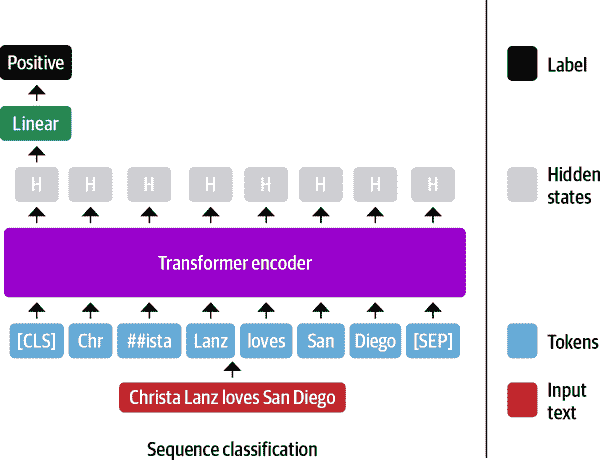 Positive
Label
Linear
H H H H H H H H
Hidden
states
Transformer encoder
[CLS] Chr ##ista Lanz loves San Diego [SEP]
Tokens
Christa Lanz loves San Diego
Input
text
Sequence classification